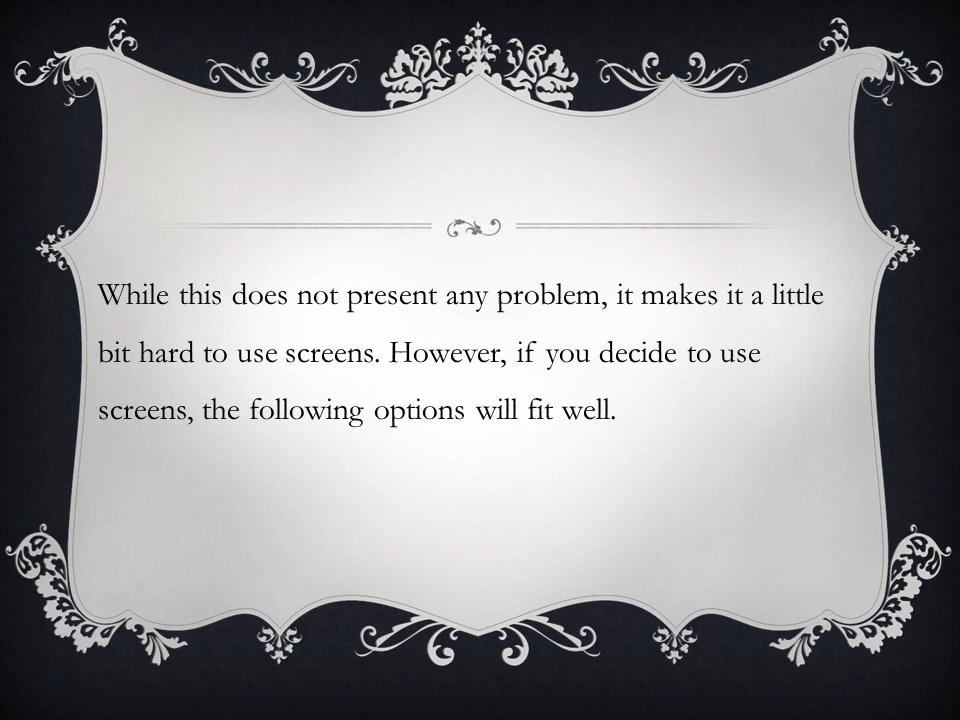 While this does not present any problem, it makes it a little
bit hard to use screens. However, if you decide to use
screens, the following options will fit well.